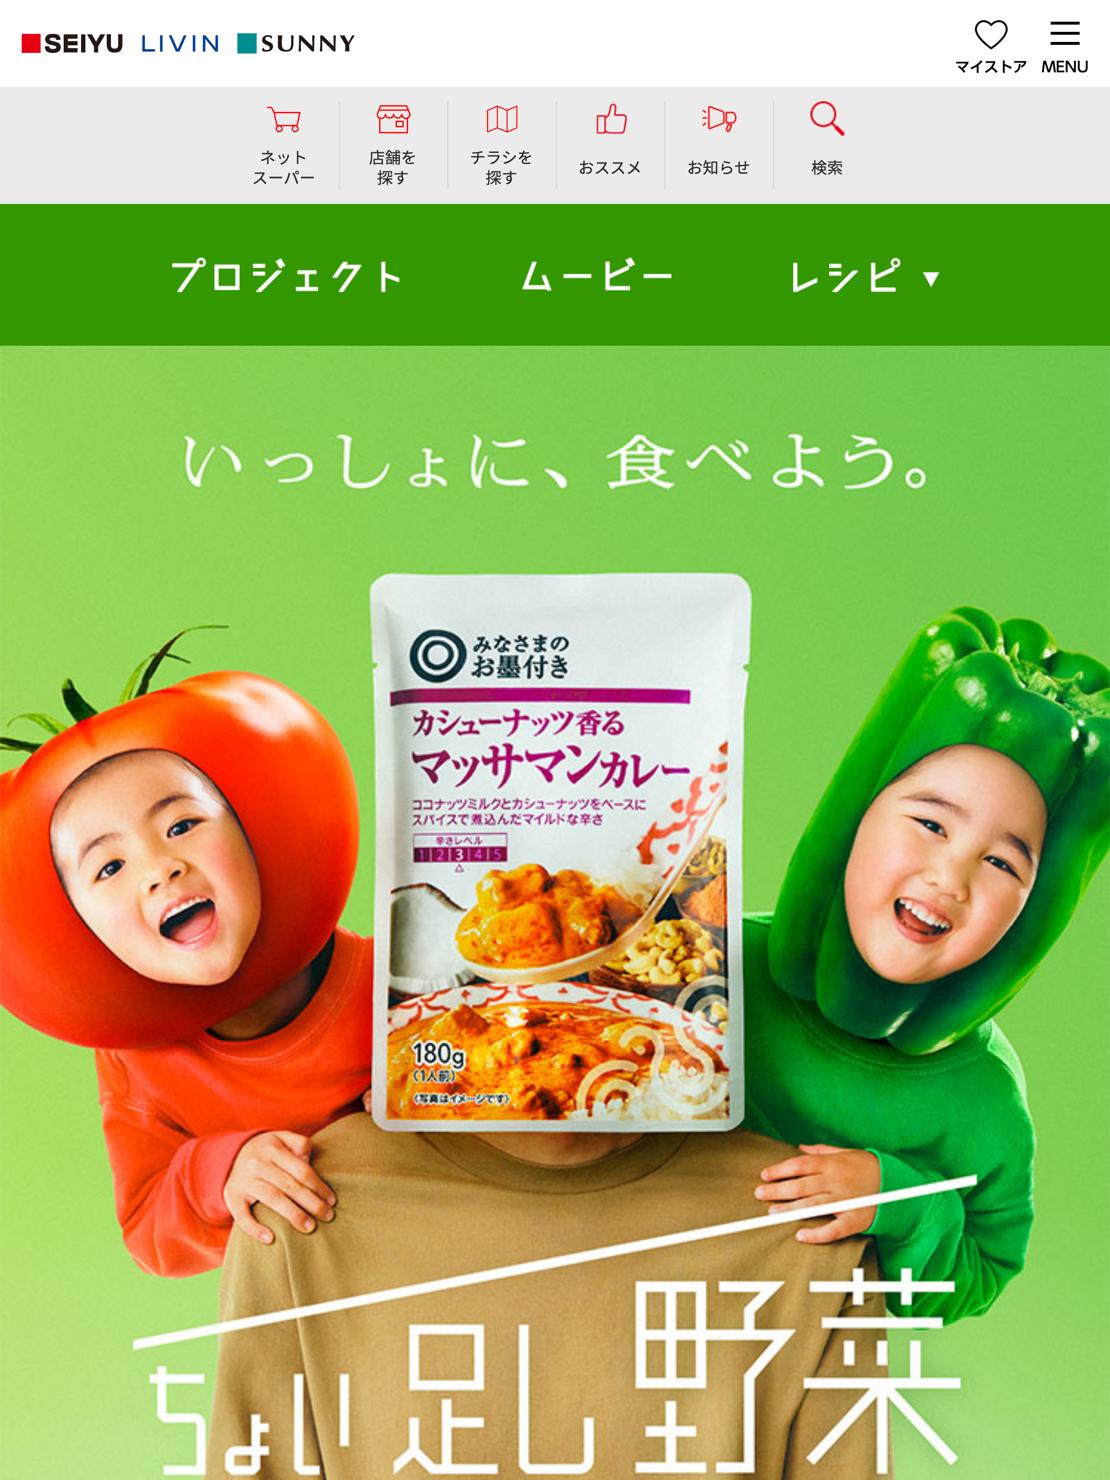 SEIYU LIVIN SUNNY
マイストア MENU
ネット
スーパー
店舗を
探す
チラシを
探す
おススメ
お知らせ
検索
プロジェクト ムービー レシピ ▼
いっしょに、食べよう。
みなさまの
お墨付き
カシューナッツ香る
マッサマンカレー
ココナッツミルクとカシューナッツをベースに
スパイスで煮込んだマイルドな辛さ
辛さレベル
1 2 3 4 5
180g
(1人前)
(写真はイメージです)
ちょい足し野菜